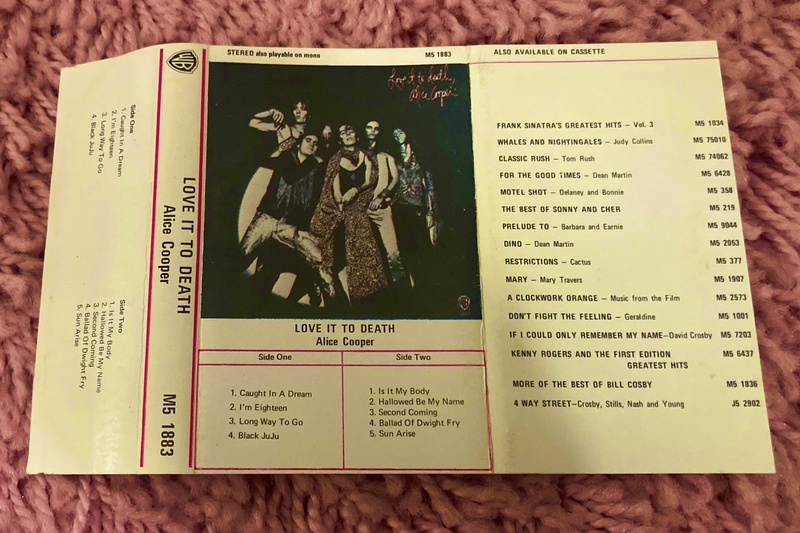 Side One
1. Caught In A Dream
2. I'm Eighteen
3. Long Way To Go
4. Black JuJu
Side Two
1. Is It My Body
2. Hallowed Be My Name
3. Second Coming
4. Ballad Of Dwight Fry
5. Sun Arise
WB
LOVE IT TO DEATH
Alice Cooper
M5 1883
STEREO also playable on mono M5 1883
Love it to death,
Alice Cooper
LOVE IT TO DEATH
Alice Cooper
Side One
1. Caught In A Dream
2. I'm Eighteen
3. Long Way To Go
4. Black JuJu
Side Two
1. Is It My Body
2. Hallowed Be My Name
3. Second Coming
4. Ballad Of Dwight Fry
5. Sun Arise
ALSO AVAILABLE ON CASSETTE
FRANK SINATRA'S GREATEST HITS – Vol. 3 M5 1034
WHALES AND NIGHTINGALES – Judy Collins M5 75010
CLASSIC RUSH – Tom Rush M5 74062
FOR THE GOOD TIMES – Dean Martin M5 6428
MOTEL SHOT – Delaney and Bonnie M5 358
THE BEST OF SONNY AND CHER M5 219
PRELUDE TO – Barbara and Earnie M5 9044
DINO – Dean Martin M5 2053
RESTRICTIONS – Cactus M5 377
MARY – Mary Travers M5 1907
A CLOCKWORK ORANGE – Music from the Film M5 2573
DON'T FIGHT THE FEELING – Geraldine M5 1001
IF I COULD ONLY REMEMBER MY NAME–David Crosby M5 7203
KENNY ROGERS AND THE FIRST EDITION M5 6437
GREATEST HITS
MORE OF THE BEST OF BILL COSBY M5 1836
4 WAY STREET–Crosby, Stills, Nash and Young J5 2902